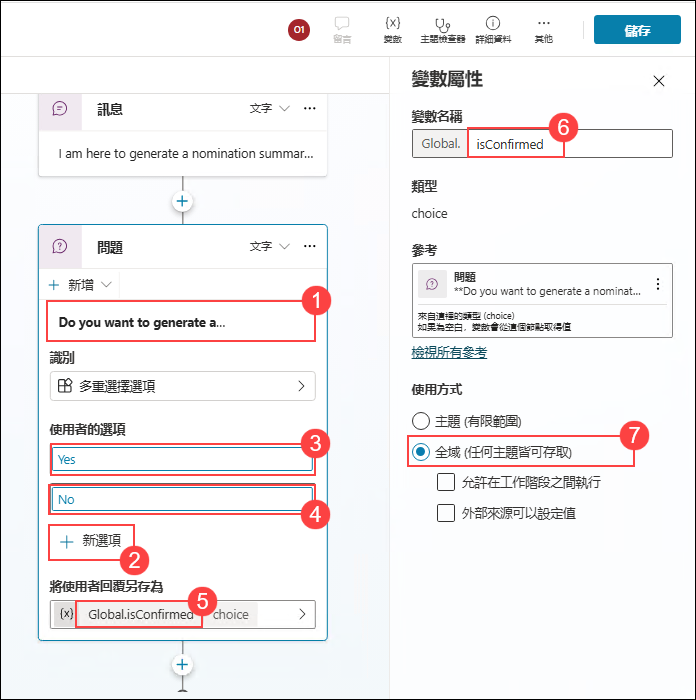 01
留言
{x}
變數
主題檢查器
詳細資料
其他
儲存
訊息
文字
I am here to generate a nomination summar...
問題
文字
新增
1
Do you want to generate a...
識別
多重選擇選項
使用者的選項
3
Yes
No
4
新選項
2
將使用者回覆另存為
5
{x}
Global.isConfirmed
choice
變數屬性
變數名稱
6
Global.
isConfirmed
類型
choice
參考
問題
**Do you want to generate a nominat...
來自這裡的類型 (choice)
如果為空白，變數會從這個節點取得值
檢視所有參考
使用方式
主題 (有限範圍)
7
全域 (任何主題皆可存取)
允許在工作階段之間執行
外部來源可以設定值